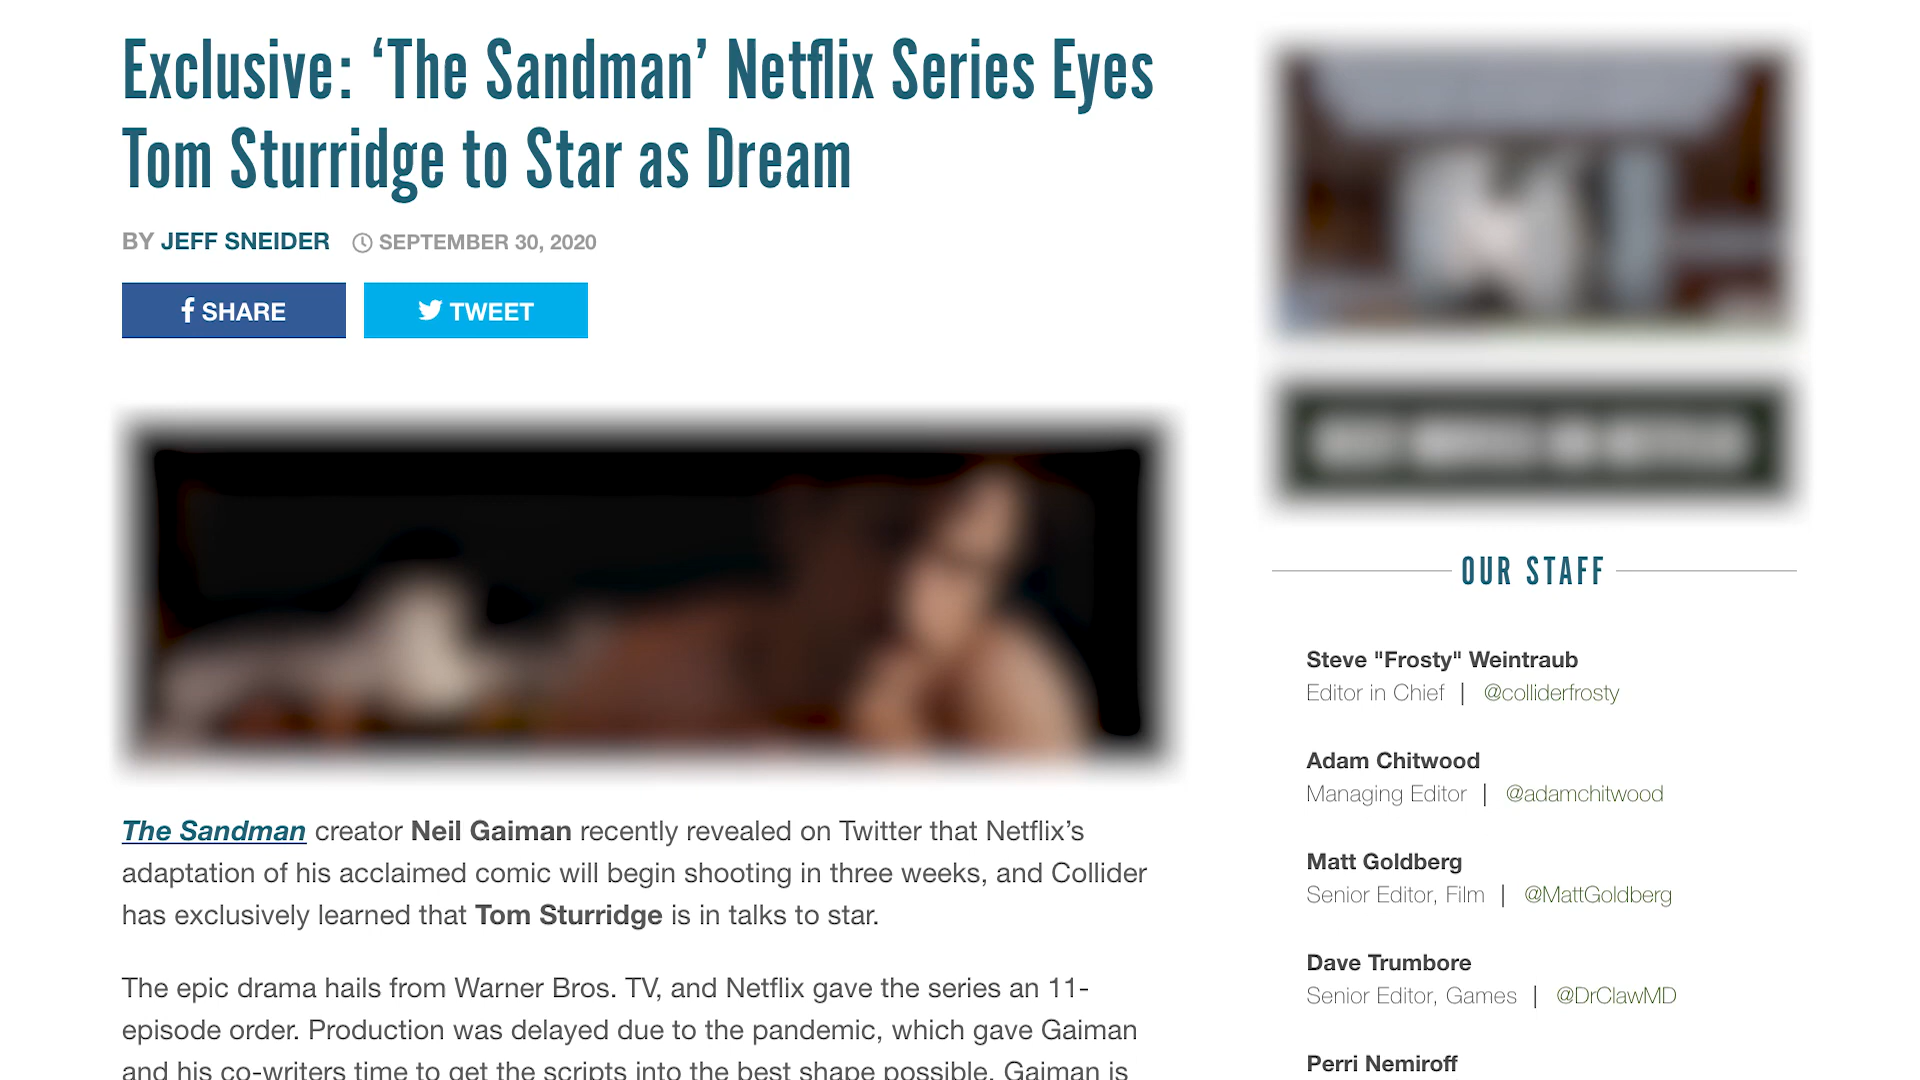 Exclusive: ‘The Sandman’ Netflix Series Eyes
Tom Sturridge to Star as Dream
BY JEFF SNEIDER SEPTEMBER 30, 2020
SHARE TWEET
The Sandman creator Neil Gaiman recently revealed on Twitter that Netflix’s
adaptation of his acclaimed comic will begin shooting in three weeks, and Collider
has exclusively learned that Tom Sturridge is in talks to star.
The epic drama hails from Warner Bros. TV, and Netflix gave the series an 11-
episode order. Production was delayed due to the pandemic, which gave Gaiman
and his co-writers time to get the scripts into the best shape possible. Gaiman is
OUR STAFF
Steve "Frosty" Weintraub
Editor in Chief | @colliderfrosty
Adam Chitwood
Managing Editor | @adamchitwood
Matt Goldberg
Senior Editor, Film | @MattGoldberg
Dave Trumbore
Senior Editor, Games | @DrClawMD
Perri Nemiroff